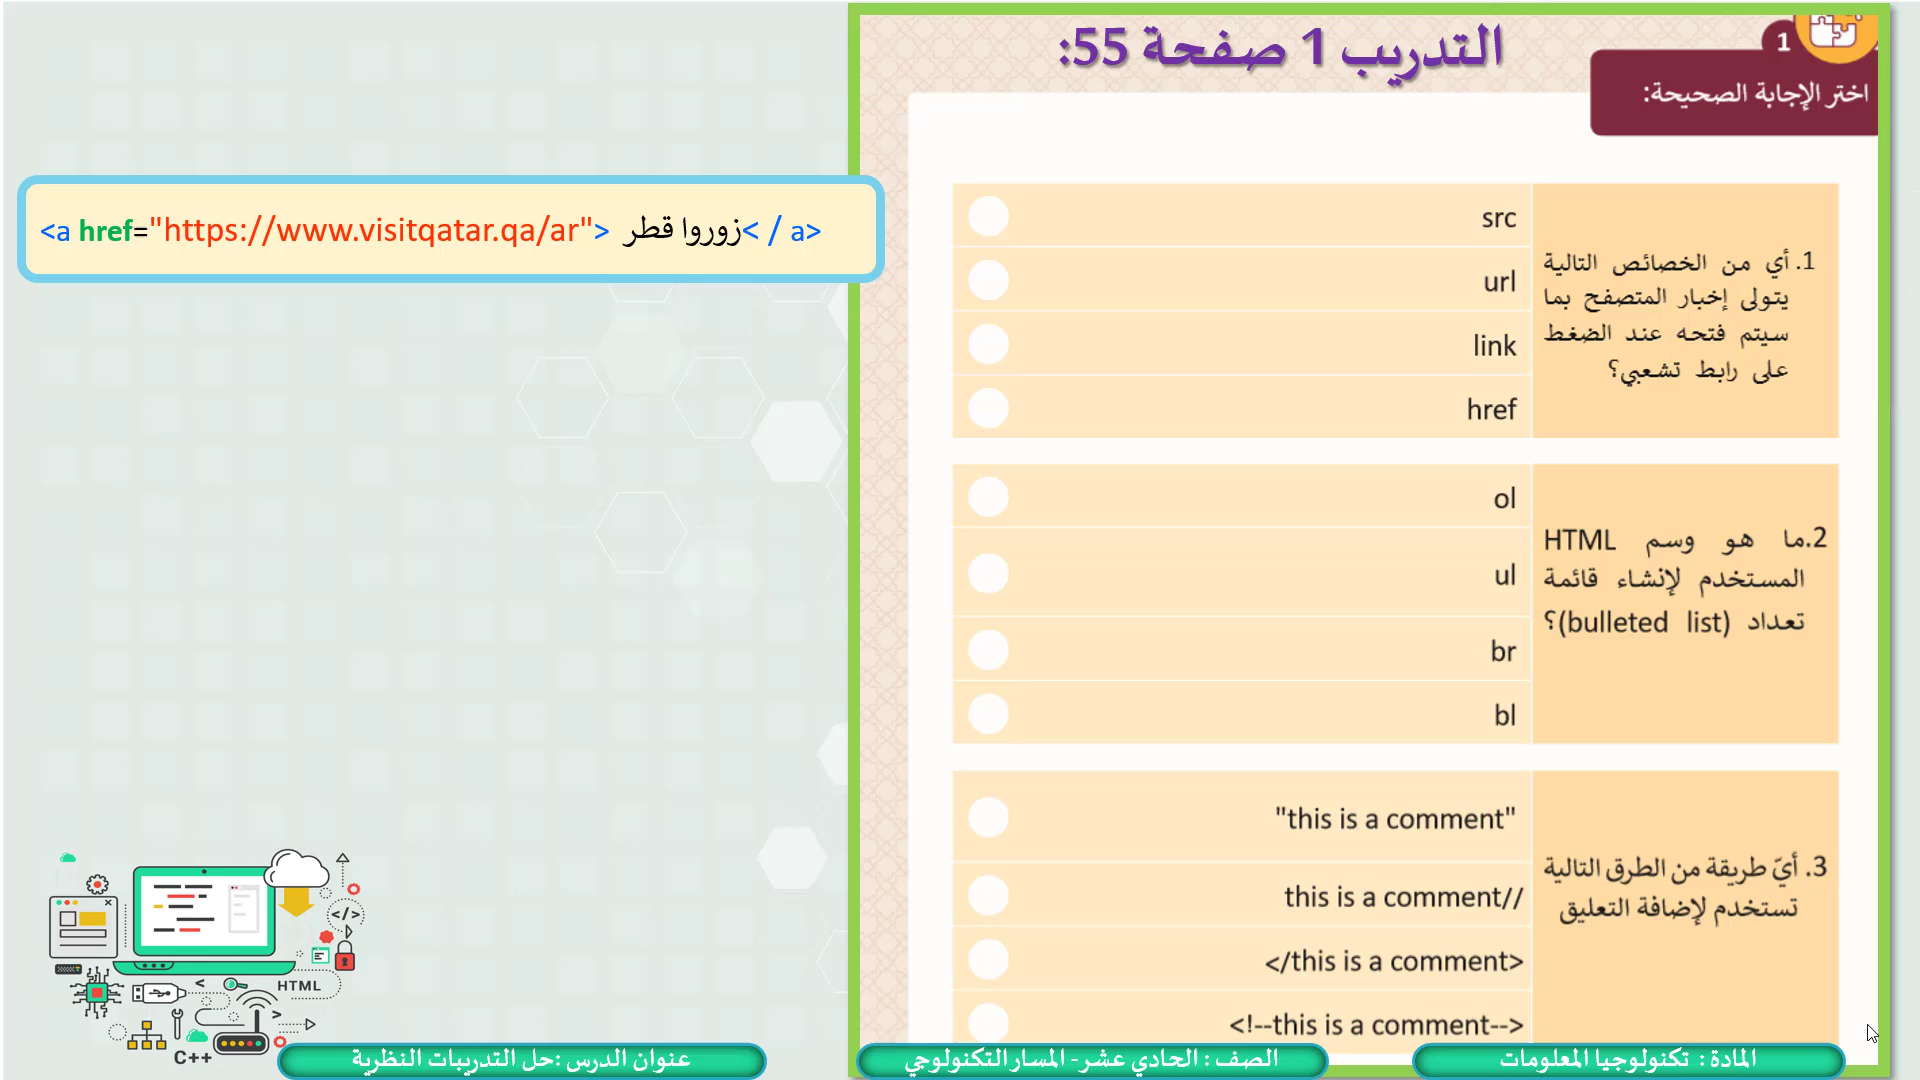 التدريب 1 صفحة 55:
1
اختر الإجابة الصحيحة:
<a href="https://www.visitqatar.qa/ar"> زوروا قطر</ a>
1. أي من الخصائص التالية
يتولى إخبار المتصفح بما
سيتم فتحه عند الضغط
على رابط تشعبي؟
src
url
link
href
2.ما هو وسم HTML
المستخدم لإنشاء قائمة
تعداد (bulleted list)؟
ol
ul
br
bl
3. أيّ طريقة من الطرق التالية
تستخدم لإضافة التعليق
"this is a comment"
this is a comment//
</this is a comment>
<!--this is a comment-->
</>
HTML
C++
المادة : تكنولوجيا المعلومات
الصف : الحادي عشر- المسار التكنولوجي
عنوان الدرس :حل التدريبات النظرية